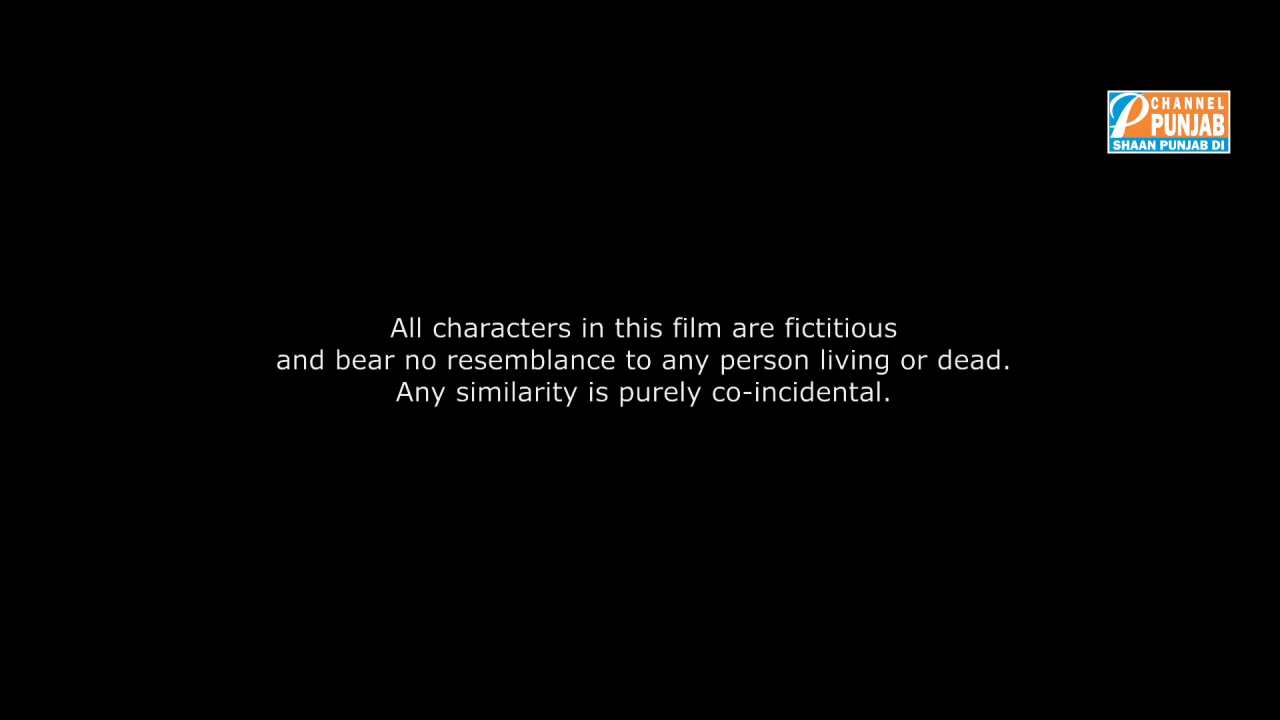 CHANNEL
PUNJAB
SHAAN PUNJAB DI
All characters in this film are fictitious
and bear no resemblance to any person living or dead.
Any similarity is purely co-incidental.